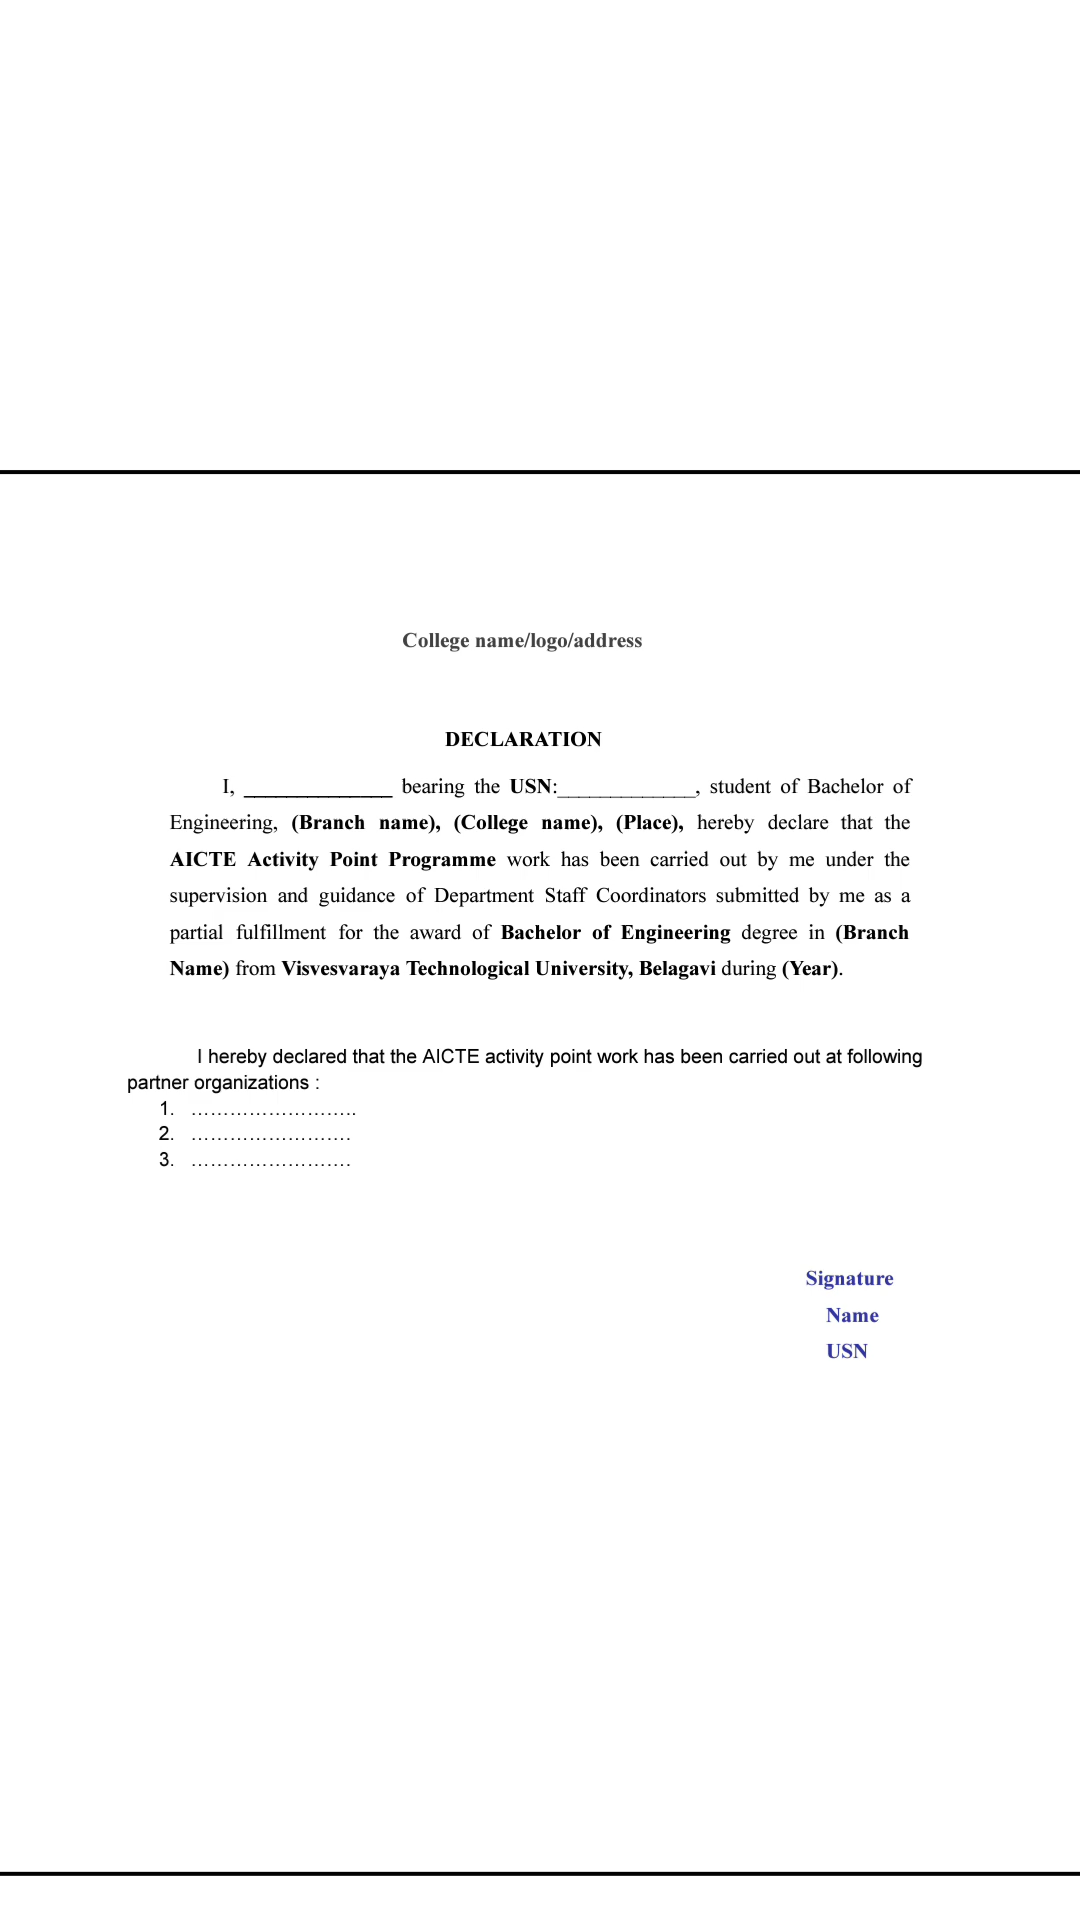 College name/logo/address
DECLARATION
I, ______________ bearing the USN:_____________, student of Bachelor of
Engineering, (Branch name), (College name), (Place), hereby declare that the
AICTE Activity Point Programme work has been carried out by me under the
supervision and guidance of Department Staff Coordinators submitted by me as a
partial fulfillment for the award of Bachelor of Engineering degree in (Branch
Name) from Visvesvaraya Technological University, Belagavi during (Year).
I hereby declared that the AICTE activity point work has been carried out at following
partner organizations :
1. ……………………..
2. …………………….
3. …………………….
Signature
Name
USN